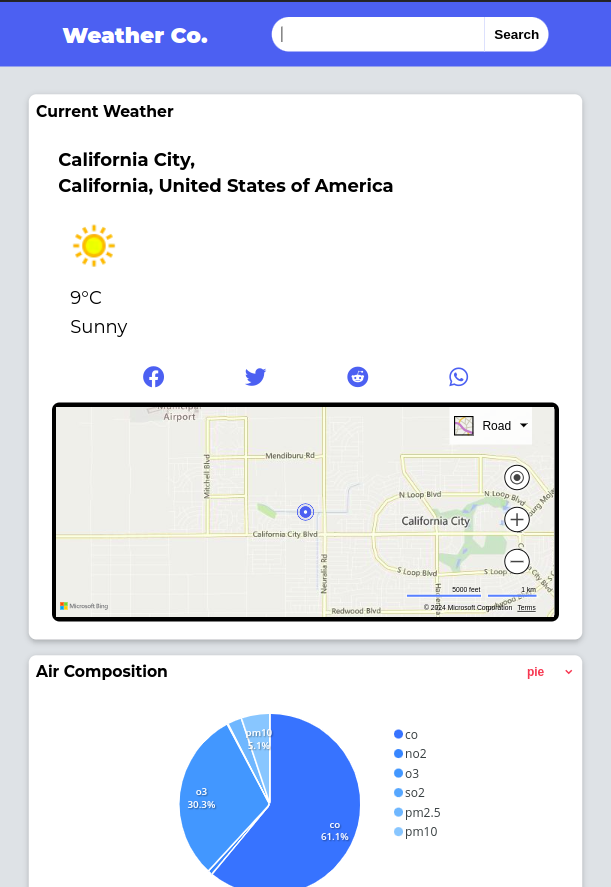 Weather Co.
Search
Current Weather
California City,
California, United States of America
9°C
Sunny
Municipal
Airport
Road
Mendiburu Rd
Mitchell Blvd
N Loop Blvd
N Loop Blvd
California City
California City Blvd
Neuralia Rd
S Loop Blvd
S Loop
City Blvd
Redwood Blvd
5000 feet
1 km
Microsoft Bing
© 2024 Microsoft Corporation Terms
Air Composition
pie
pm10
5.1%
o3
30.3%
co
61.1%
co
no2
o3
so2
pm2.5
pm10